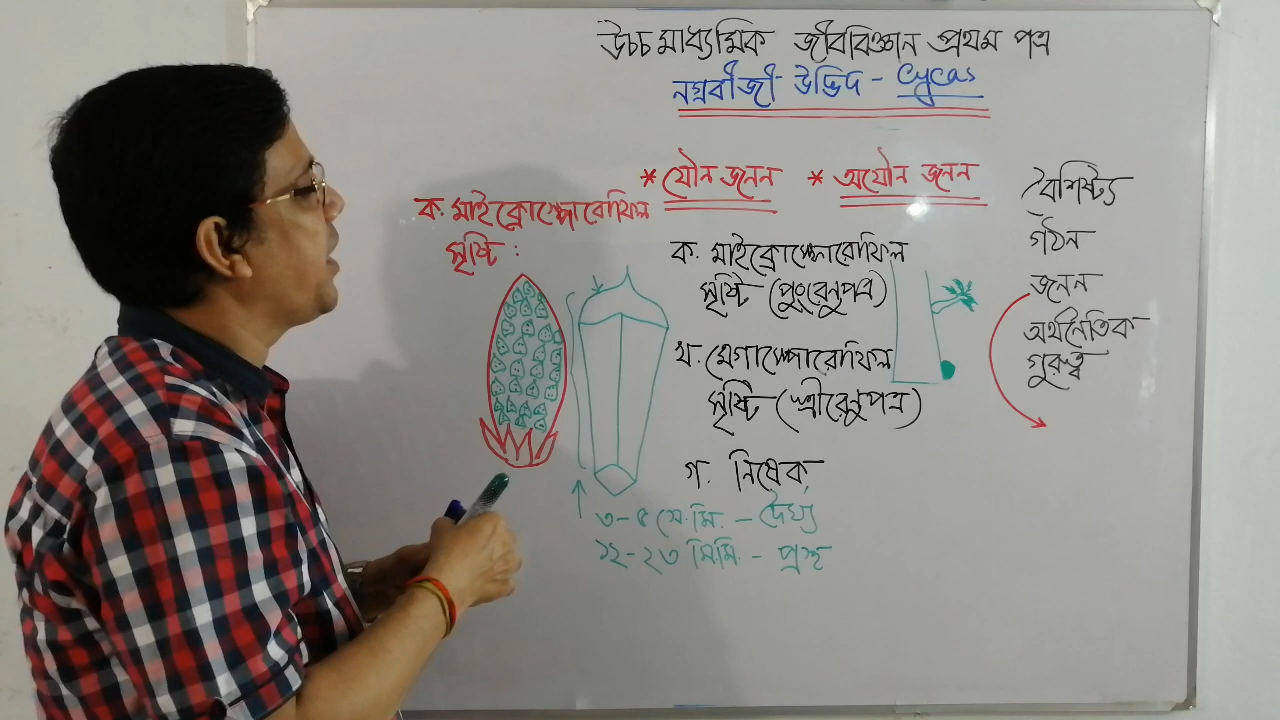 উচ্চ মাধ্যমিক জীববিজ্ঞান প্রথম পত্র
নগ্নবীজী উদ্ভিদ - Cycas
* যৌন জনন * অযৌন জনন
ক. মাইক্রোস্পোরোফিল
সৃষ্টি :
ক. মাইক্রোস্পোরোফিল
সৃষ্টি (পুংরেনুপত্র)
খ. মেগাস্পোরোফিল
সৃষ্টি (স্ত্রীরেনুপত্র)
গ. নিষেক
৩-৫ সে.মি. - দৈর্ঘ্য
১২-২৩ মিমি. - প্রস্থ
বৈশিষ্ট্য
গঠন
জনন
অর্থনৈতিক
গুরুত্ব